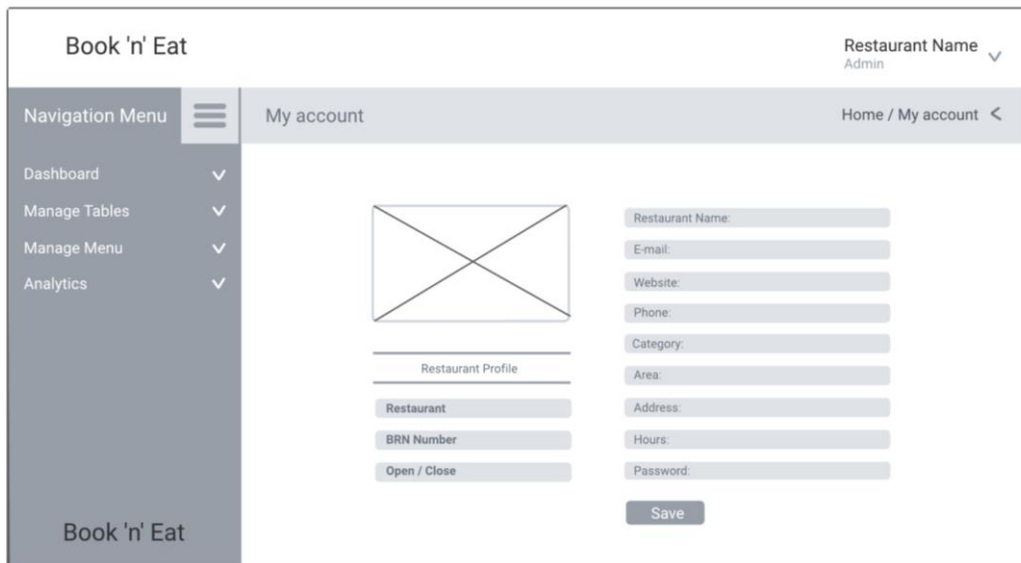 Book 'n' Eat
Restaurant Name
Admin
Navigation Menu
My account
Home / My account <
Dashboard
Manage Tables
Manage Menu
Analytics
Restaurant Profile
Restaurant
BRN Number
Open / Close
Restaurant Name:
E-mail:
Website:
Phone:
Category:
Area:
Address:
Hours:
Password:
Save
Book 'n' Eat